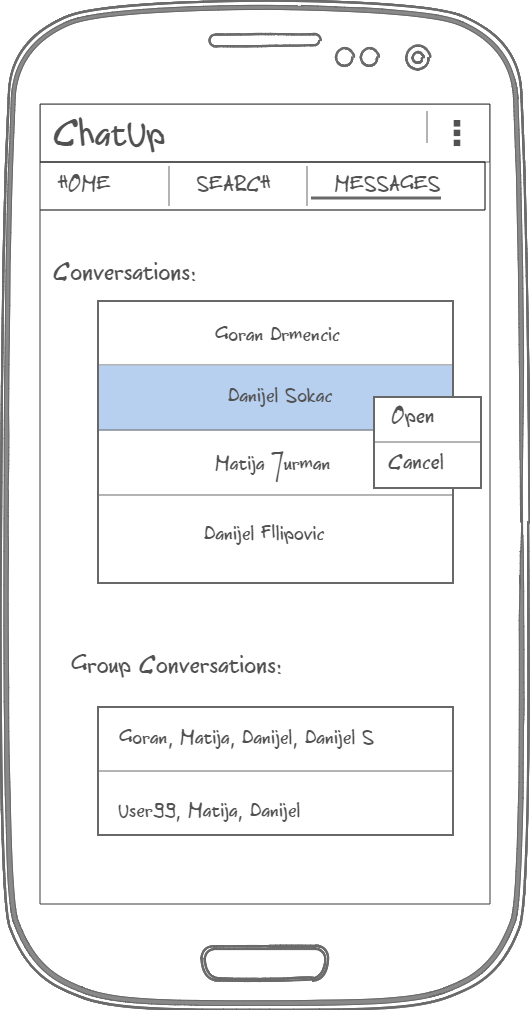 ChatUp
HOME SEARCH MESSAGES
Conversations:
Goran Drmencic
Danijel Sokac
Open
Matija Turman
Cancel
Danijel FIlipovic
Group Conversations:
Goran, Matija, Danijel, Danijel S
User99, Matija, Danijel